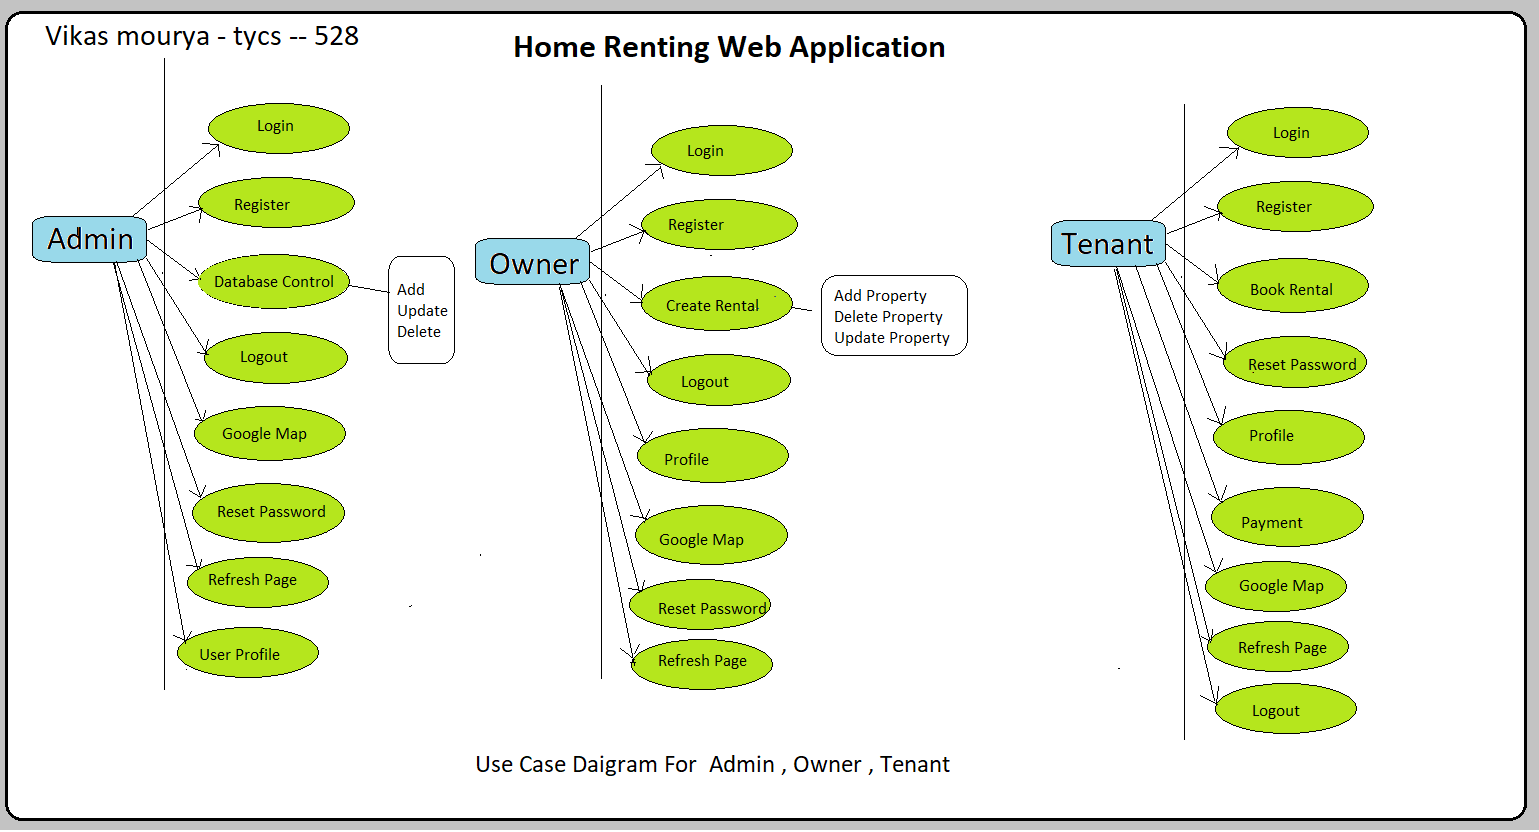 Vikas mourya - tycs -- 528
Home Renting Web Application
Admin
Login
Register
Database Control
Add
Update
Delete
Logout
Google Map
Reset Password
Refresh Page
User Profile
Owner
Login
Register
Create Rental
Add Property
Delete Property
Update Property
Logout
Profile
Google Map
Reset Password
Refresh Page
Tenant
Login
Register
Book Rental
Reset Password
Profile
Payment
Google Map
Refresh Page
Logout
Use Case Daigram For Admin , Owner , Tenant